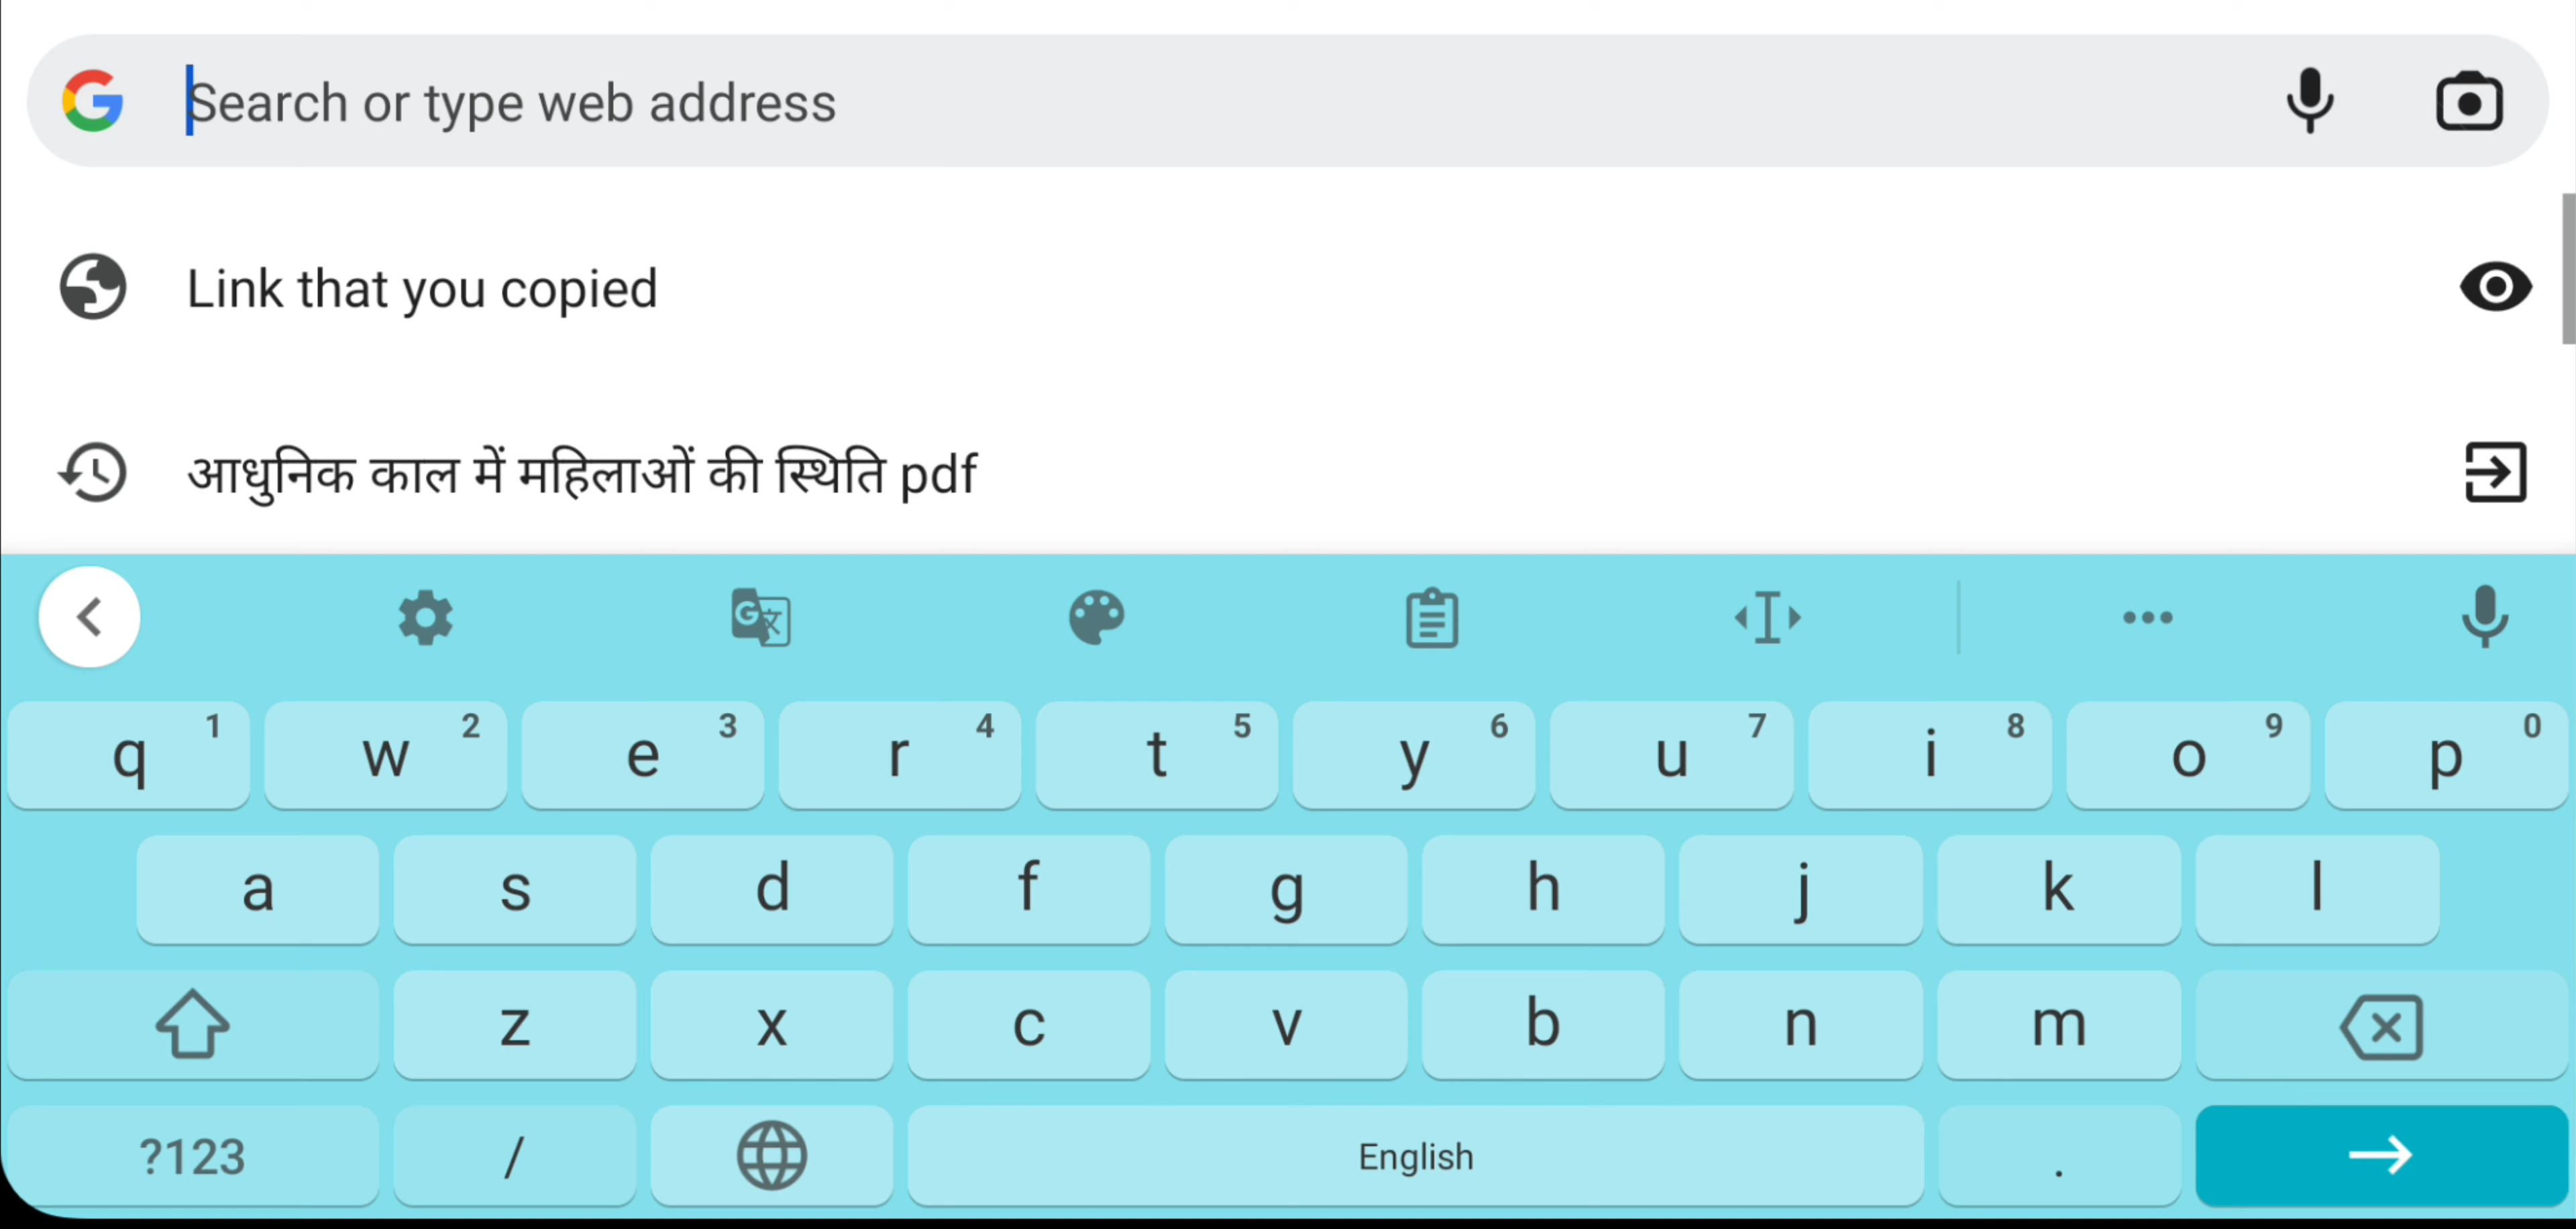 Search or type web address
Link that you copied
आधुनिक काल में महिलाओं की स्थिति pdf
q 1 w 2 e 3 r 4 t 5 y 6 u 7 i 8 o 9 p 0
a s d f g h j k l
z x c v b n m
?123 / English .